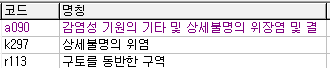 코드 명칭
a090 감염성 기원의 기타 및 상세불명의 위장염 및 결
k297 상세불명의 위염
r113 구토를 동반한 구역